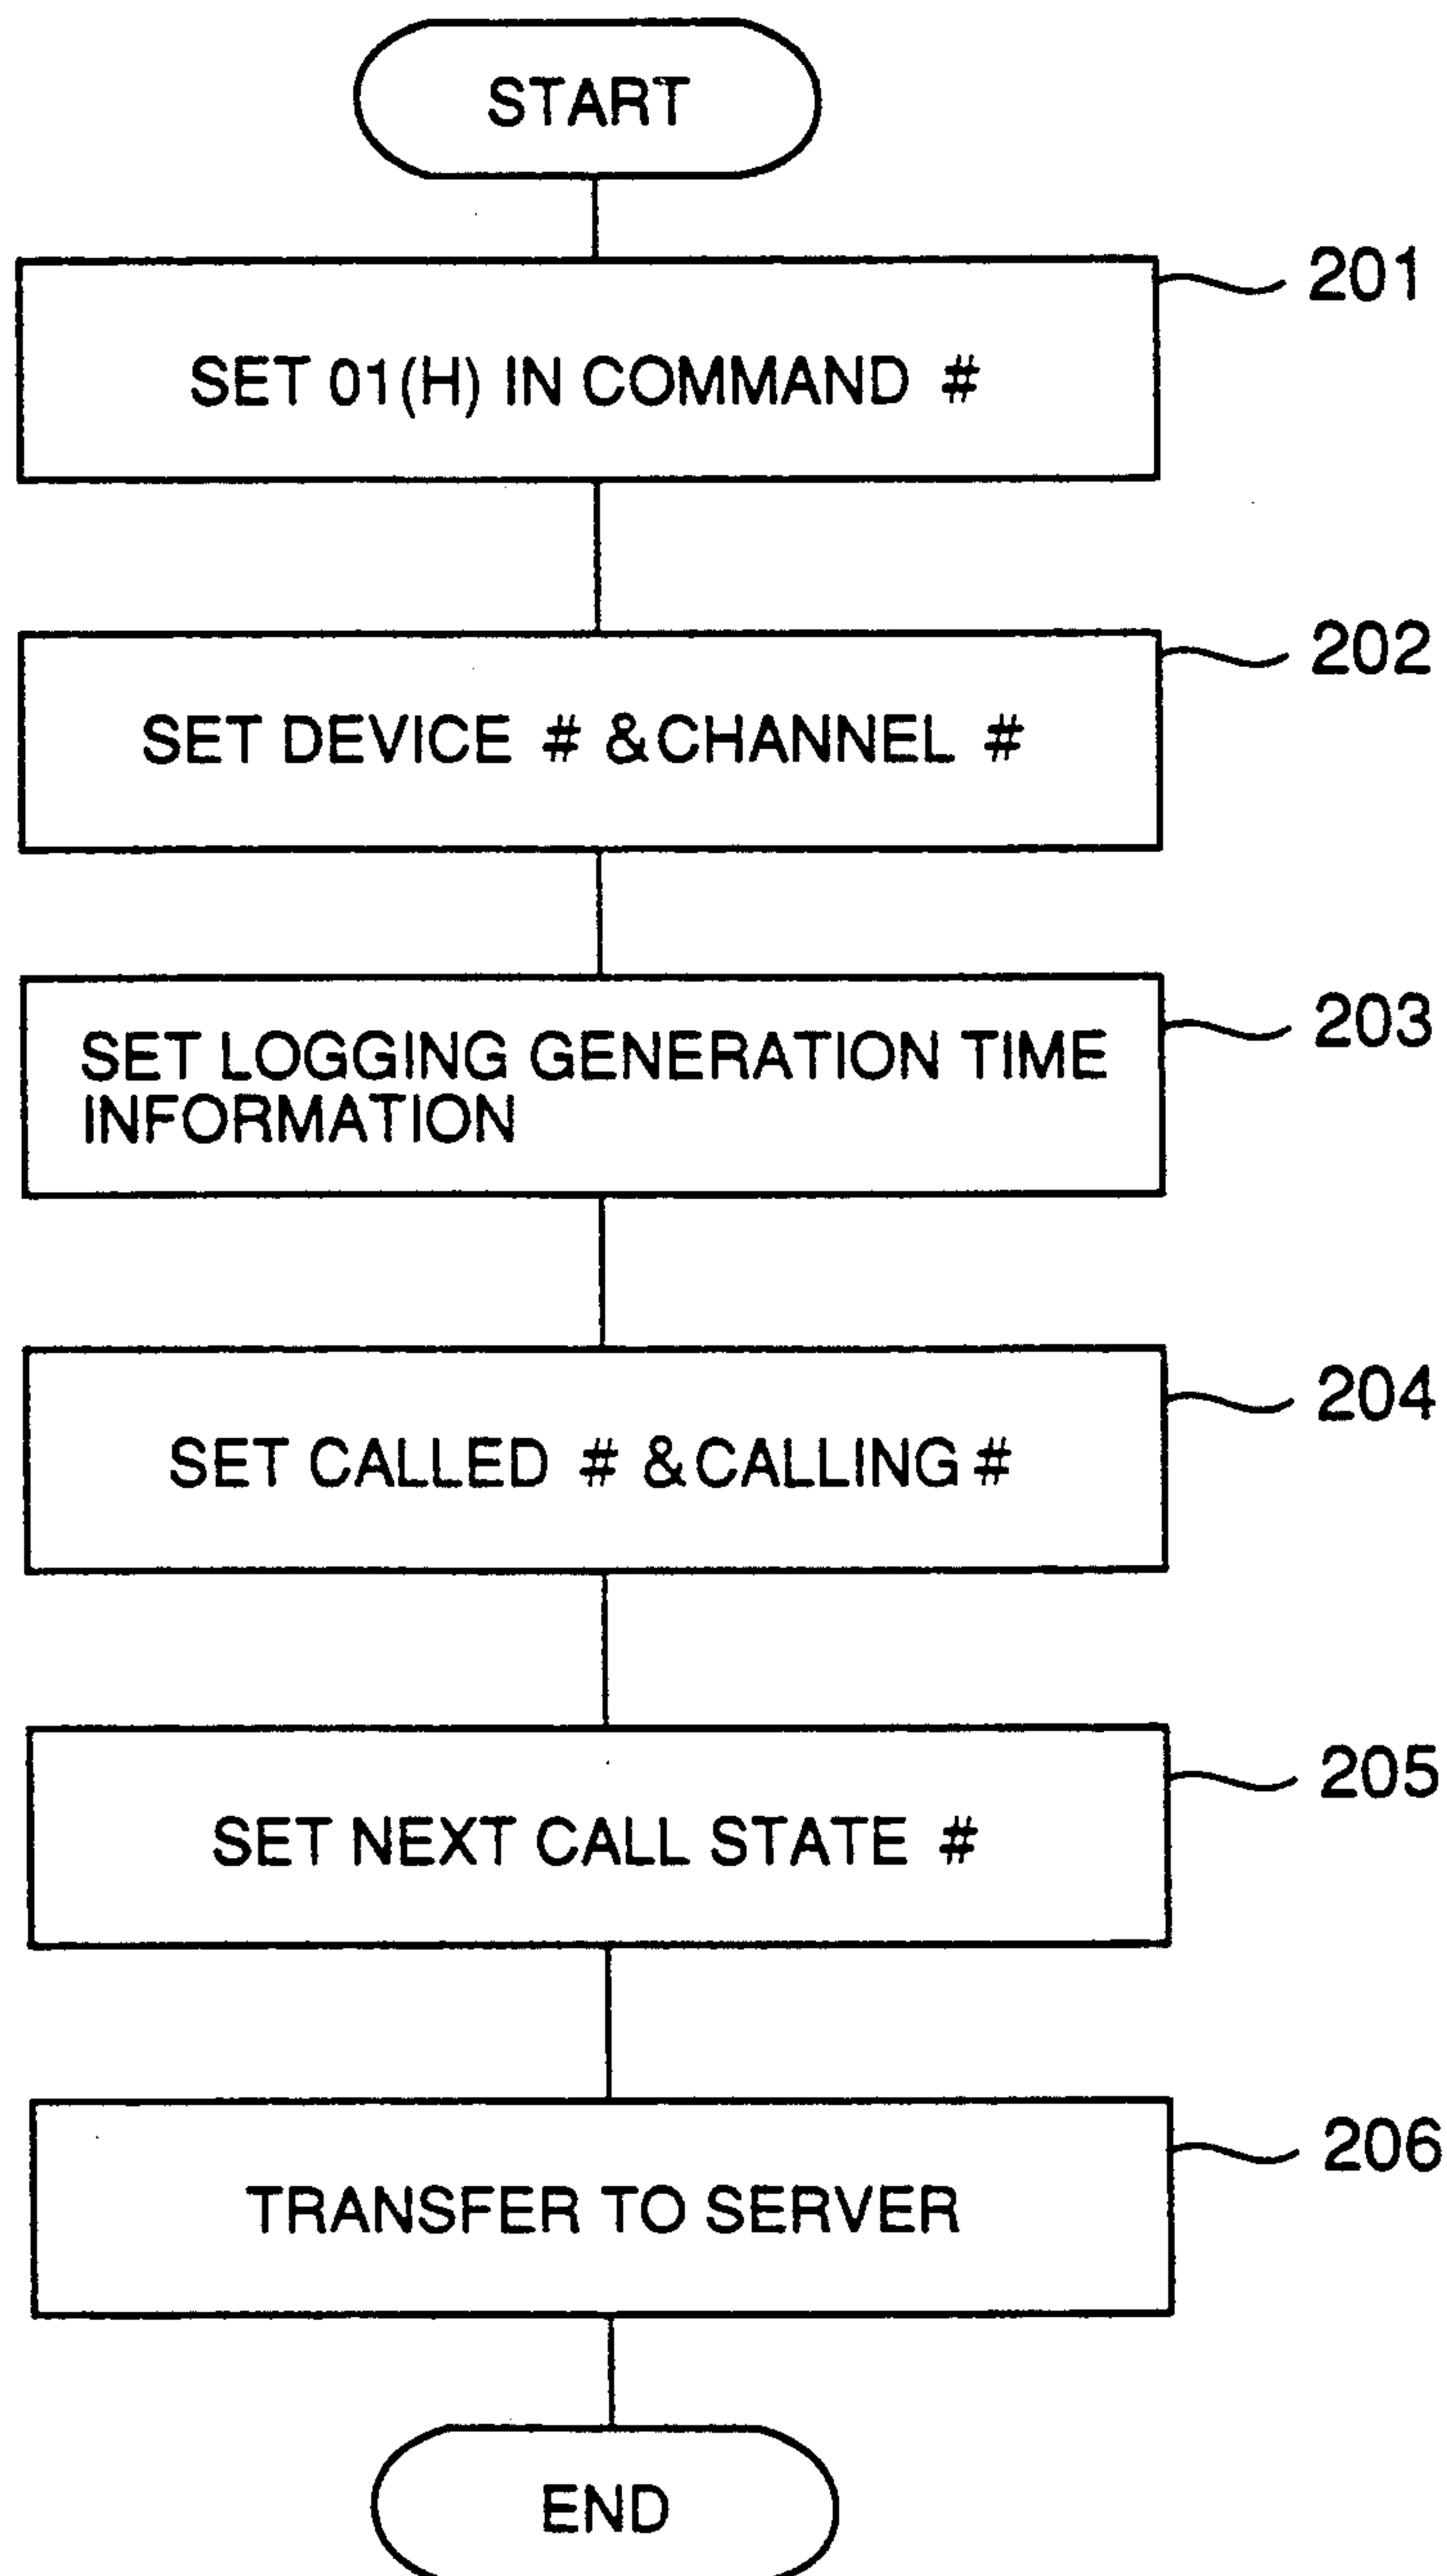 START
201
SET 01(H) IN COMMAND #
202
SET DEVICE # & CHANNEL #
203
SET LOGGING GENERATION TIME
INFORMATION
204
SET CALLED # & CALLING #
205
SET NEXT CALL STATE #
206
TRANSFER TO SERVER
END